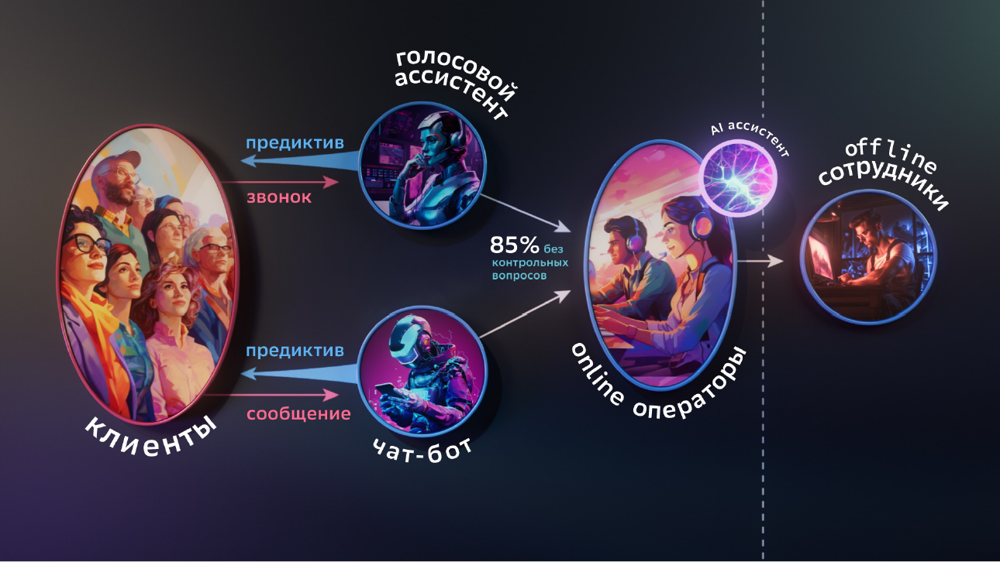 голосовой
ассистент
предиктив
звонок
AI ассистент
offline
сотрудники
85% без
контрольных
вопросов
предиктив
сообщение
клиенты
чат-бот
online операторы